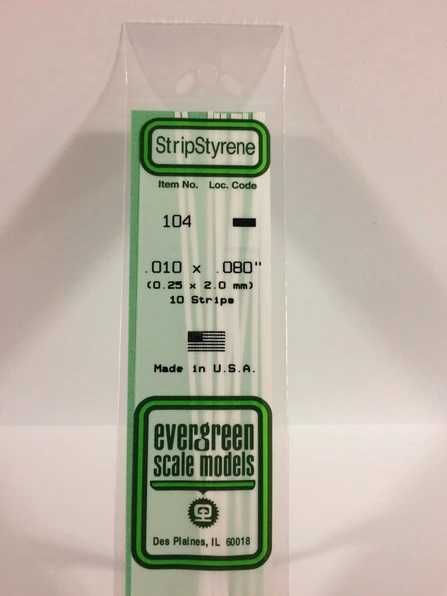 StripStyrene
Item No. Loc. Code
104
.010 x .080"
(0.25 x 2.0 mm)
10 Strips
Made in U.S.A.
evergreen
scale models
Des Plaines, IL 60018